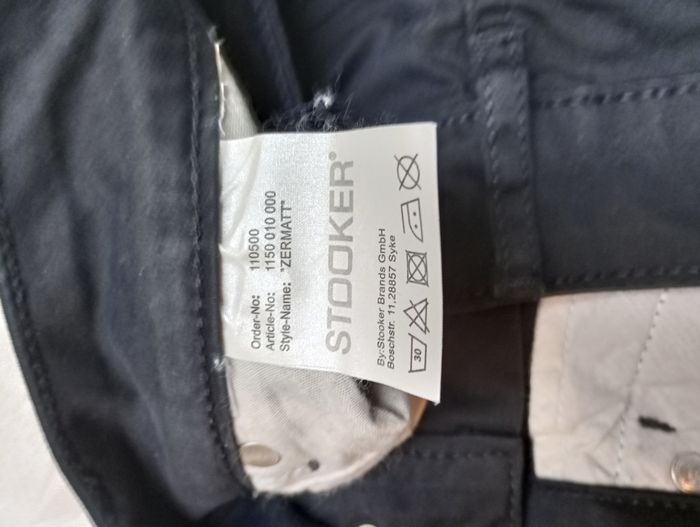 Order-No: 110500
Article-No: 1150 010 000
Style-Name: "ZERMATT"
STOOKER®
By:Stooker Brands GmbH
Boschstr. 11,28857 Syke
30